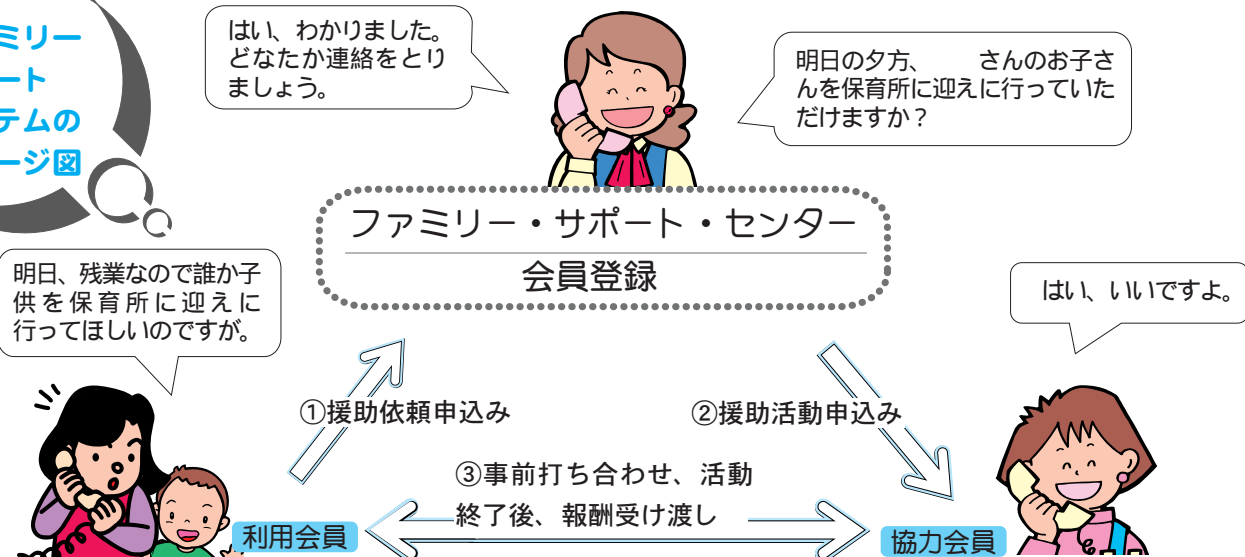 ミリー
ート
テムの
ージ図
はい、わかりました。
どなたか連絡をとり
ましょう。
明日の夕方、　　さんのお子さ
んを保育所に迎えに行っていた
だけますか？
ファミリー・サポート・センター
会員登録
明日、残業なので誰か子
供を保育所に迎えに
行ってほしいのですが。
はい、いいですよ。
①援助依頼申込み
②援助活動申込み
③事前打ち合わせ、活動
終了後、報酬受け渡し
利用会員
協力会員